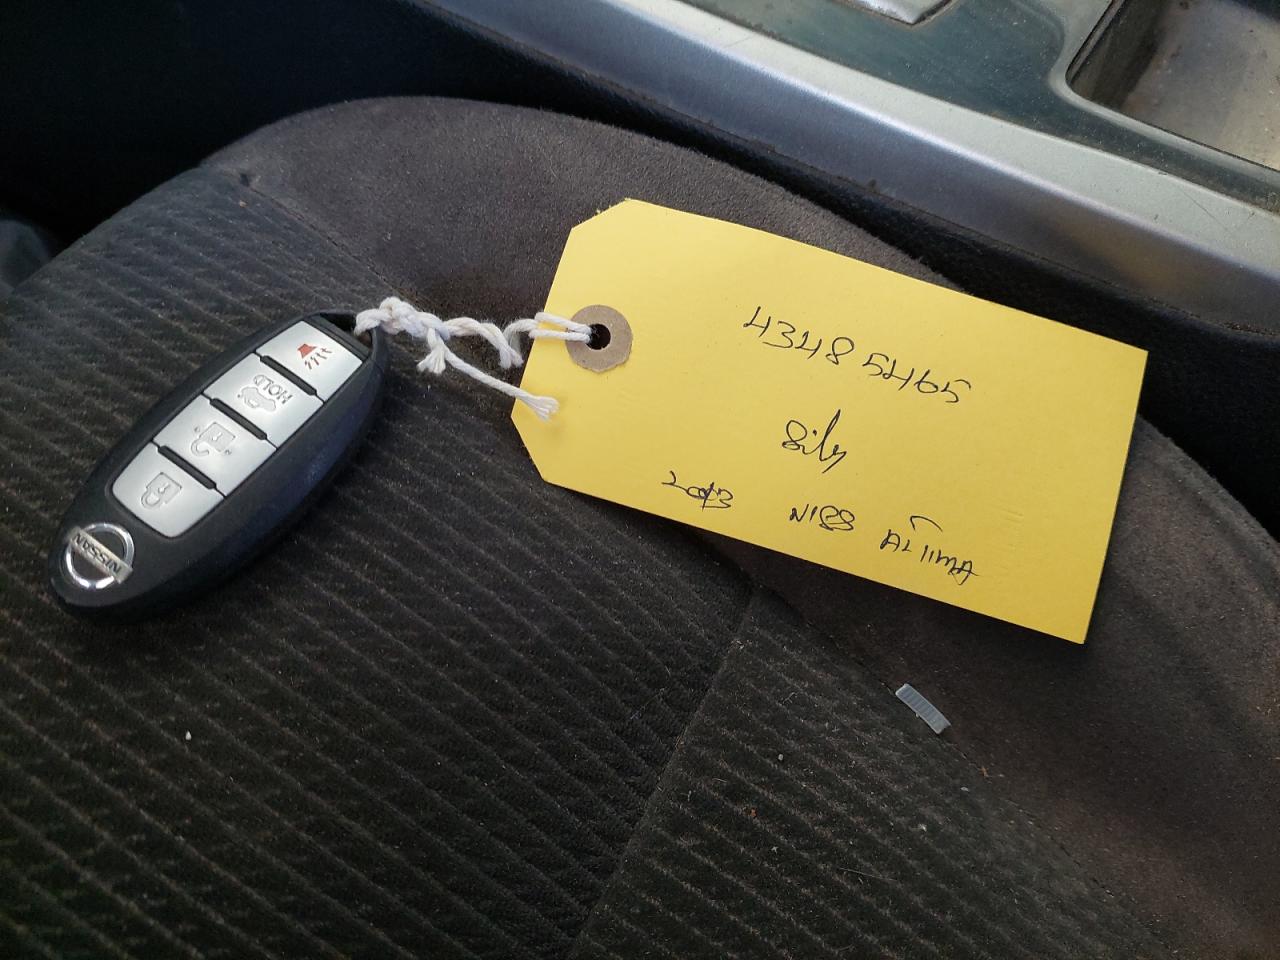 43485465
Silv
2013 NISS ALTIMA
HOLD
NISSAN